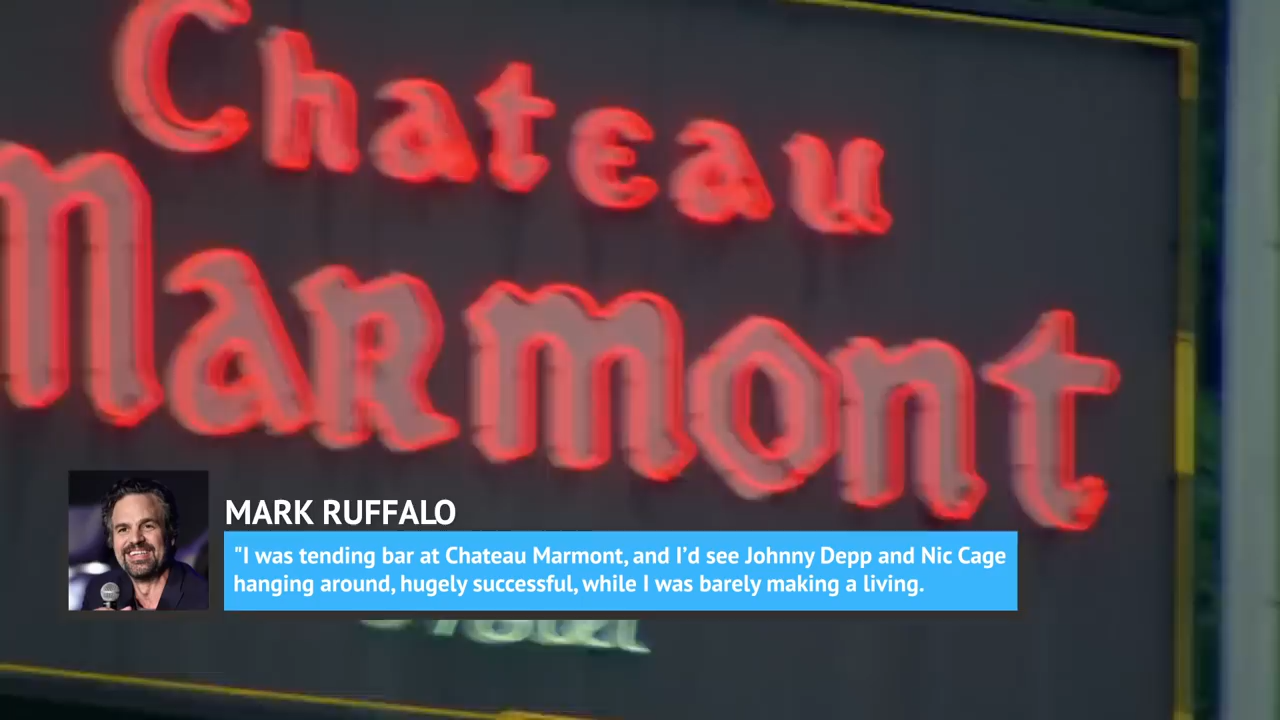 Chateau
Marmont
MARK RUFFALO
"I was tending bar at Chateau Marmont, and I’d see Johnny Depp and Nic Cage
hanging around, hugely successful, while I was barely making a living.